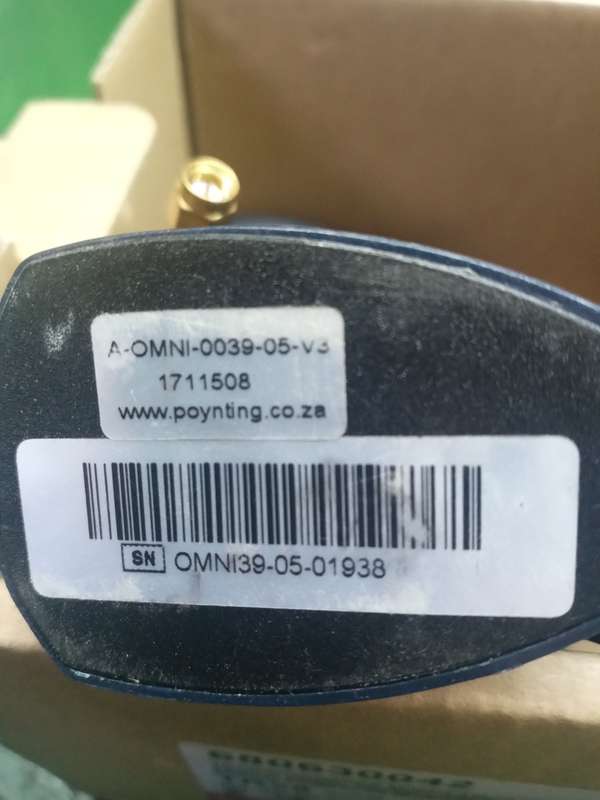 A-OMNI-0039-05-V3
1711508
www.poynting.co.za
SN OMNI39-05-01938